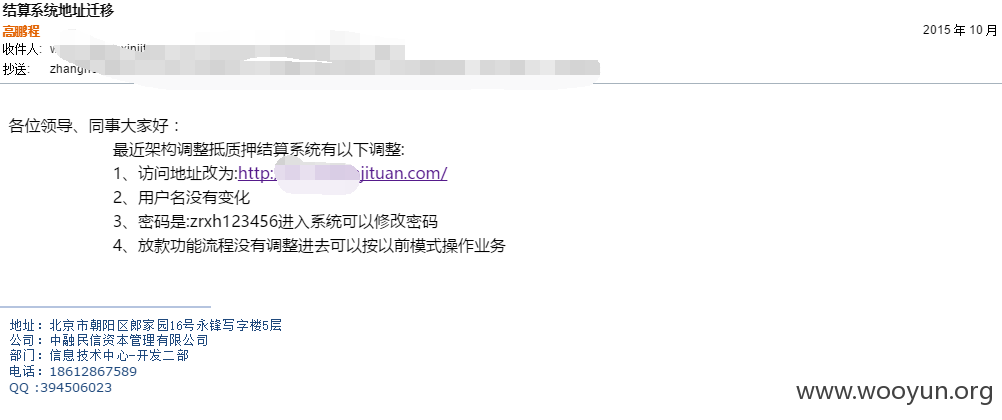 结算系统地址迁移
高鹏程
2015 年 10 月
收件人:
抄送:
各位领导、同事大家好：
最近架构调整抵质押结算系统有以下调整:
1、访问地址改为:http: jituan.com/
2、用户名没有变化
3、密码是:zrxh123456进入系统可以修改密码
4、放款功能流程没有调整进去可以按以前模式操作业务
地址：北京市朝阳区郎家园16号永锋写字楼5层
公司：中融民信资本管理有限公司
部门：信息技术中心-开发二部
电话：18612867589
QQ :394506023
www.wooyun.org